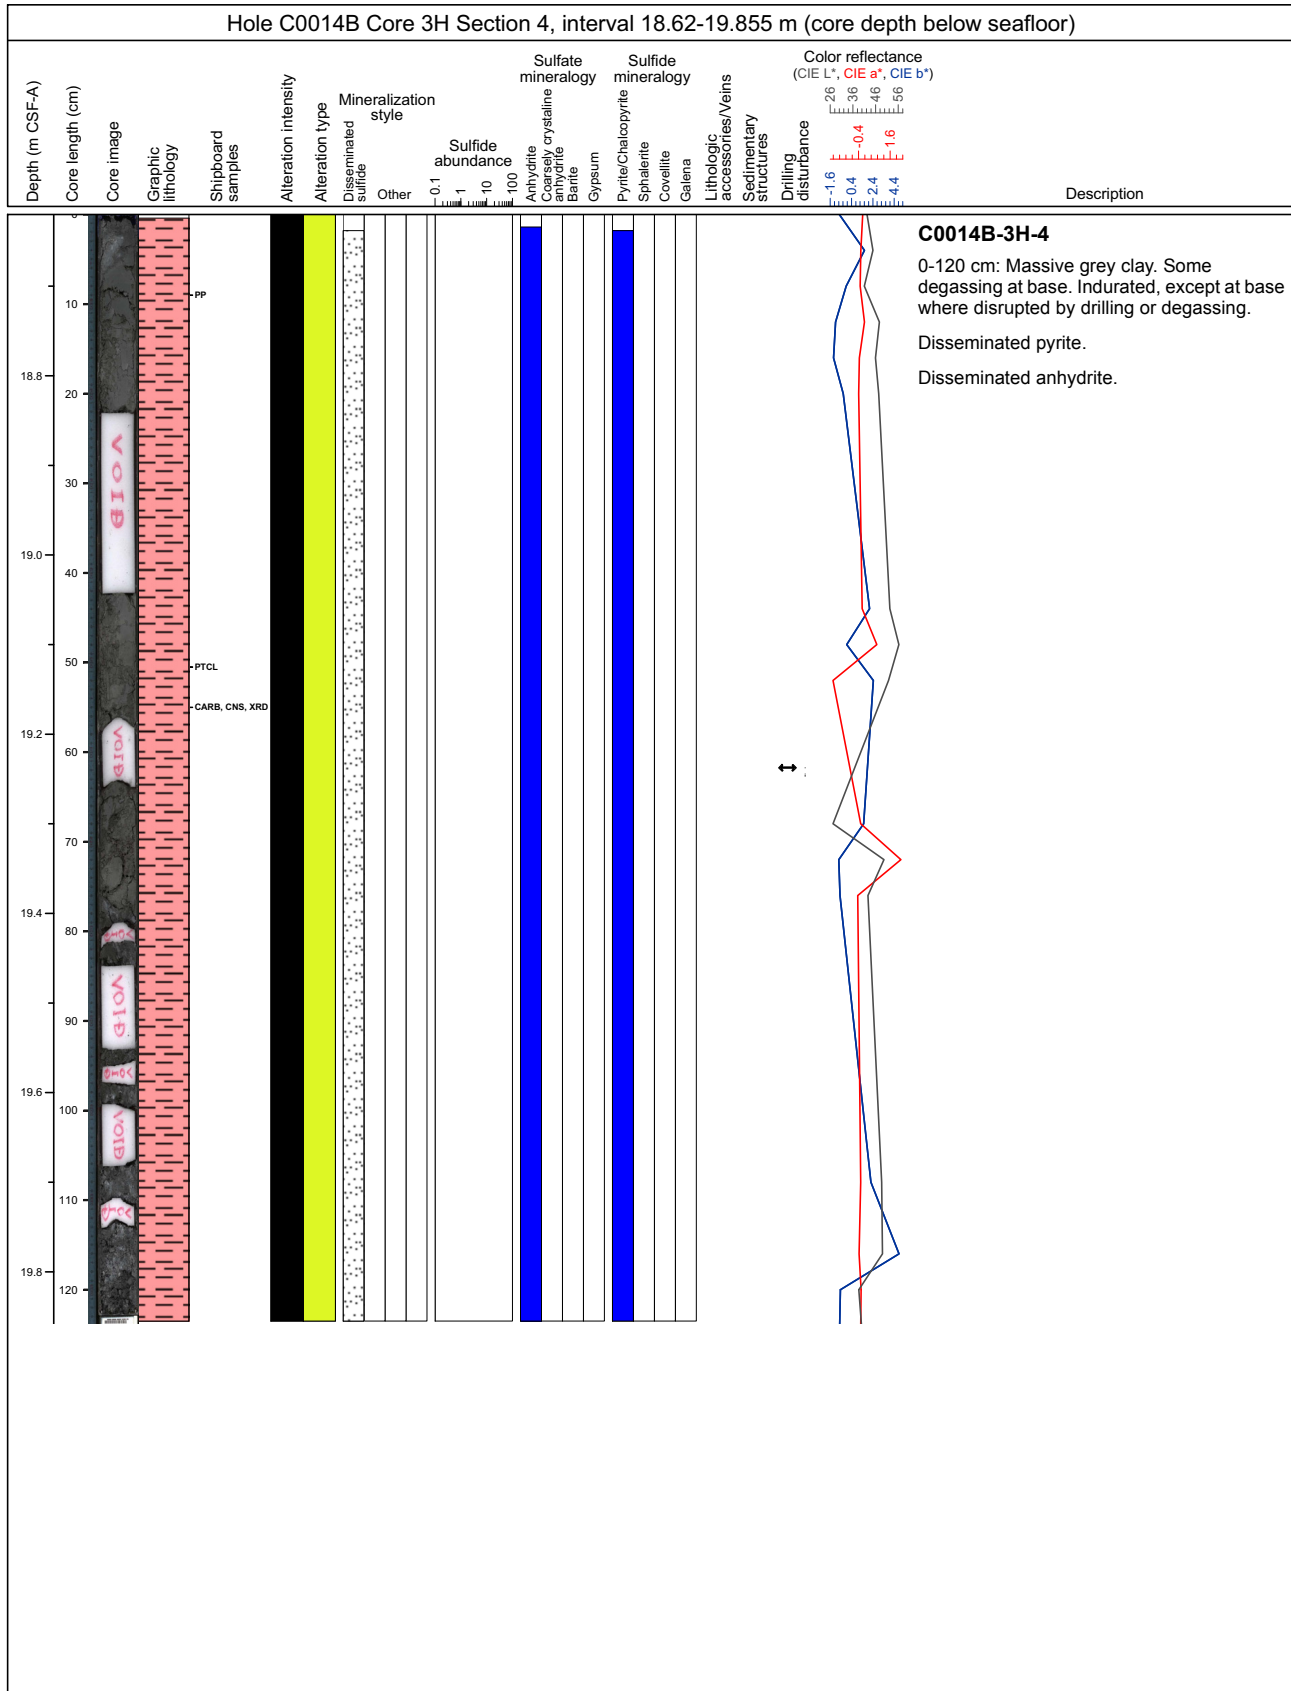 Hole C0014B Core 3H Section 4, interval 18.62-19.855 m (core depth below seafloor)
Depth (m CSF-A)
Core length (cm)
Core image
Graphic
lithology
Shipboard
samples
Alteration intensity
Alteration type
Mineralization
style
Disseminated
sulfide
Other
Sulfide
abundance
0.1
1
10
100
Sulfate
mineralogy
Anhydrite
Coarsely crystaline
anhydrite
Barite
Gypsum
Sulfide
mineralogy
Pyrite/Chalcopyrite
Sphalerite
Covellite
Galena
Lithologic
accessories/Veins
Sedimentary
structures
Drilling
disturbance
Color reflectance
(CIE L*, CIE a*, CIE b*)
26
36
46
56
-0.4
1.6
-1.6
0.4
2.4
4.4
Description
C0014B-3H-4
0-120 cm: Massive grey clay. Some
degassing at base. Indurated, except at base
where disrupted by drilling or degassing.
Disseminated pyrite.
Disseminated anhydrite.
0
10
PP
18.8
20
VOID
30
19.0
40
50
PTCL
CARB, CNS, XRD
19.2
60
VOID
70
19.4
80
VOID
VOID
90
VOID
19.6
100
VOID
110
VOID
19.8
120